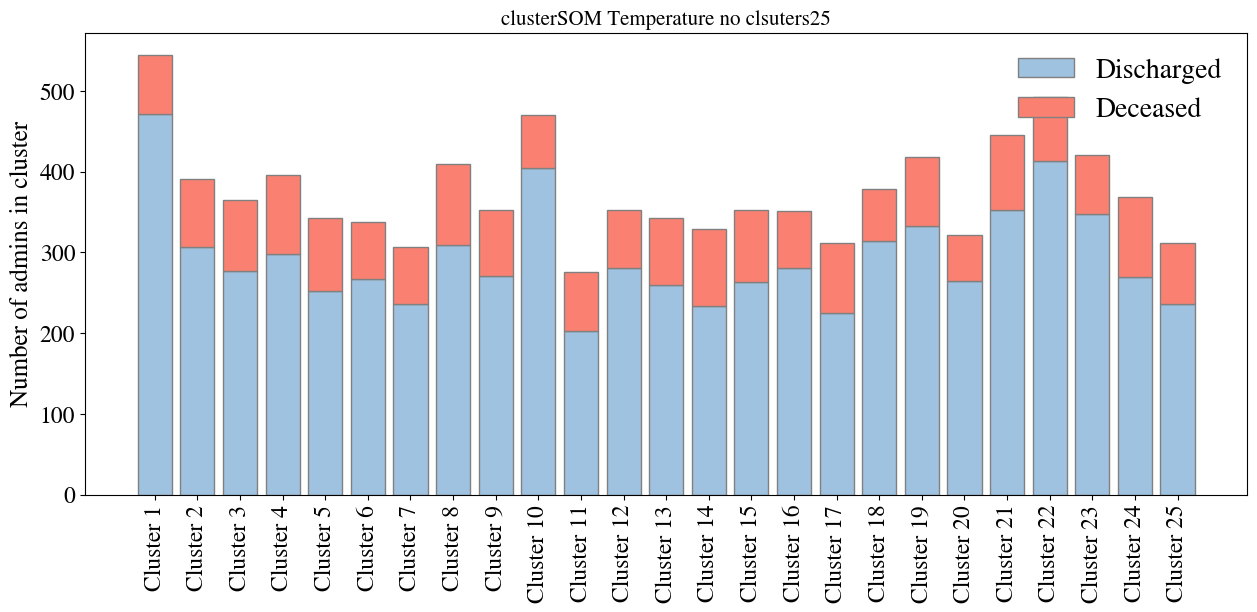 clusterSOM Temperature no clsuters25
Number of admins in cluster
500
400
300
200
100
0
Discharged
Deceased
Cluster 1
Cluster 2
Cluster 3
Cluster 4
Cluster 5
Cluster 6
Cluster 7
Cluster 8
Cluster 9
Cluster 10
Cluster 11
Cluster 12
Cluster 13
Cluster 14
Cluster 15
Cluster 16
Cluster 17
Cluster 18
Cluster 19
Cluster 20
Cluster 21
Cluster 22
Cluster 23
Cluster 24
Cluster 25